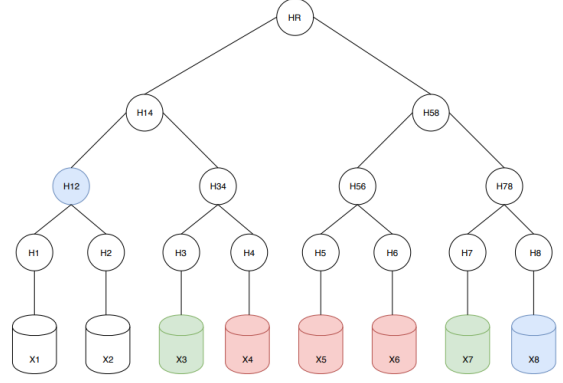 HR
H14 H58
H12 H34 H56 H78
H1 H2 H3 H4 H5 H6 H7 H8
X1 X2 X3 X4 X5 X6 X7 X8